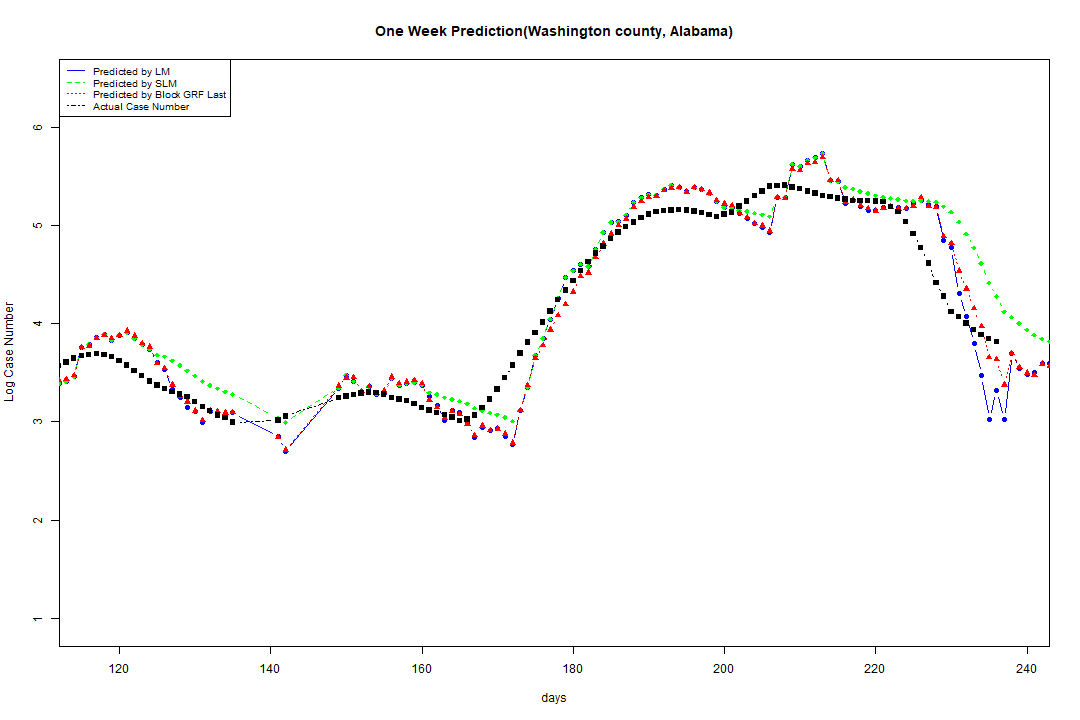 One Week Prediction(Washington county, Alabama)
Predicted by LM
Predicted by SLM
Predicted by Block GRF Last
Actual Case Number
6
5
4
3
2
1
Log Case Number
120 140 160 180 200 220 240
days